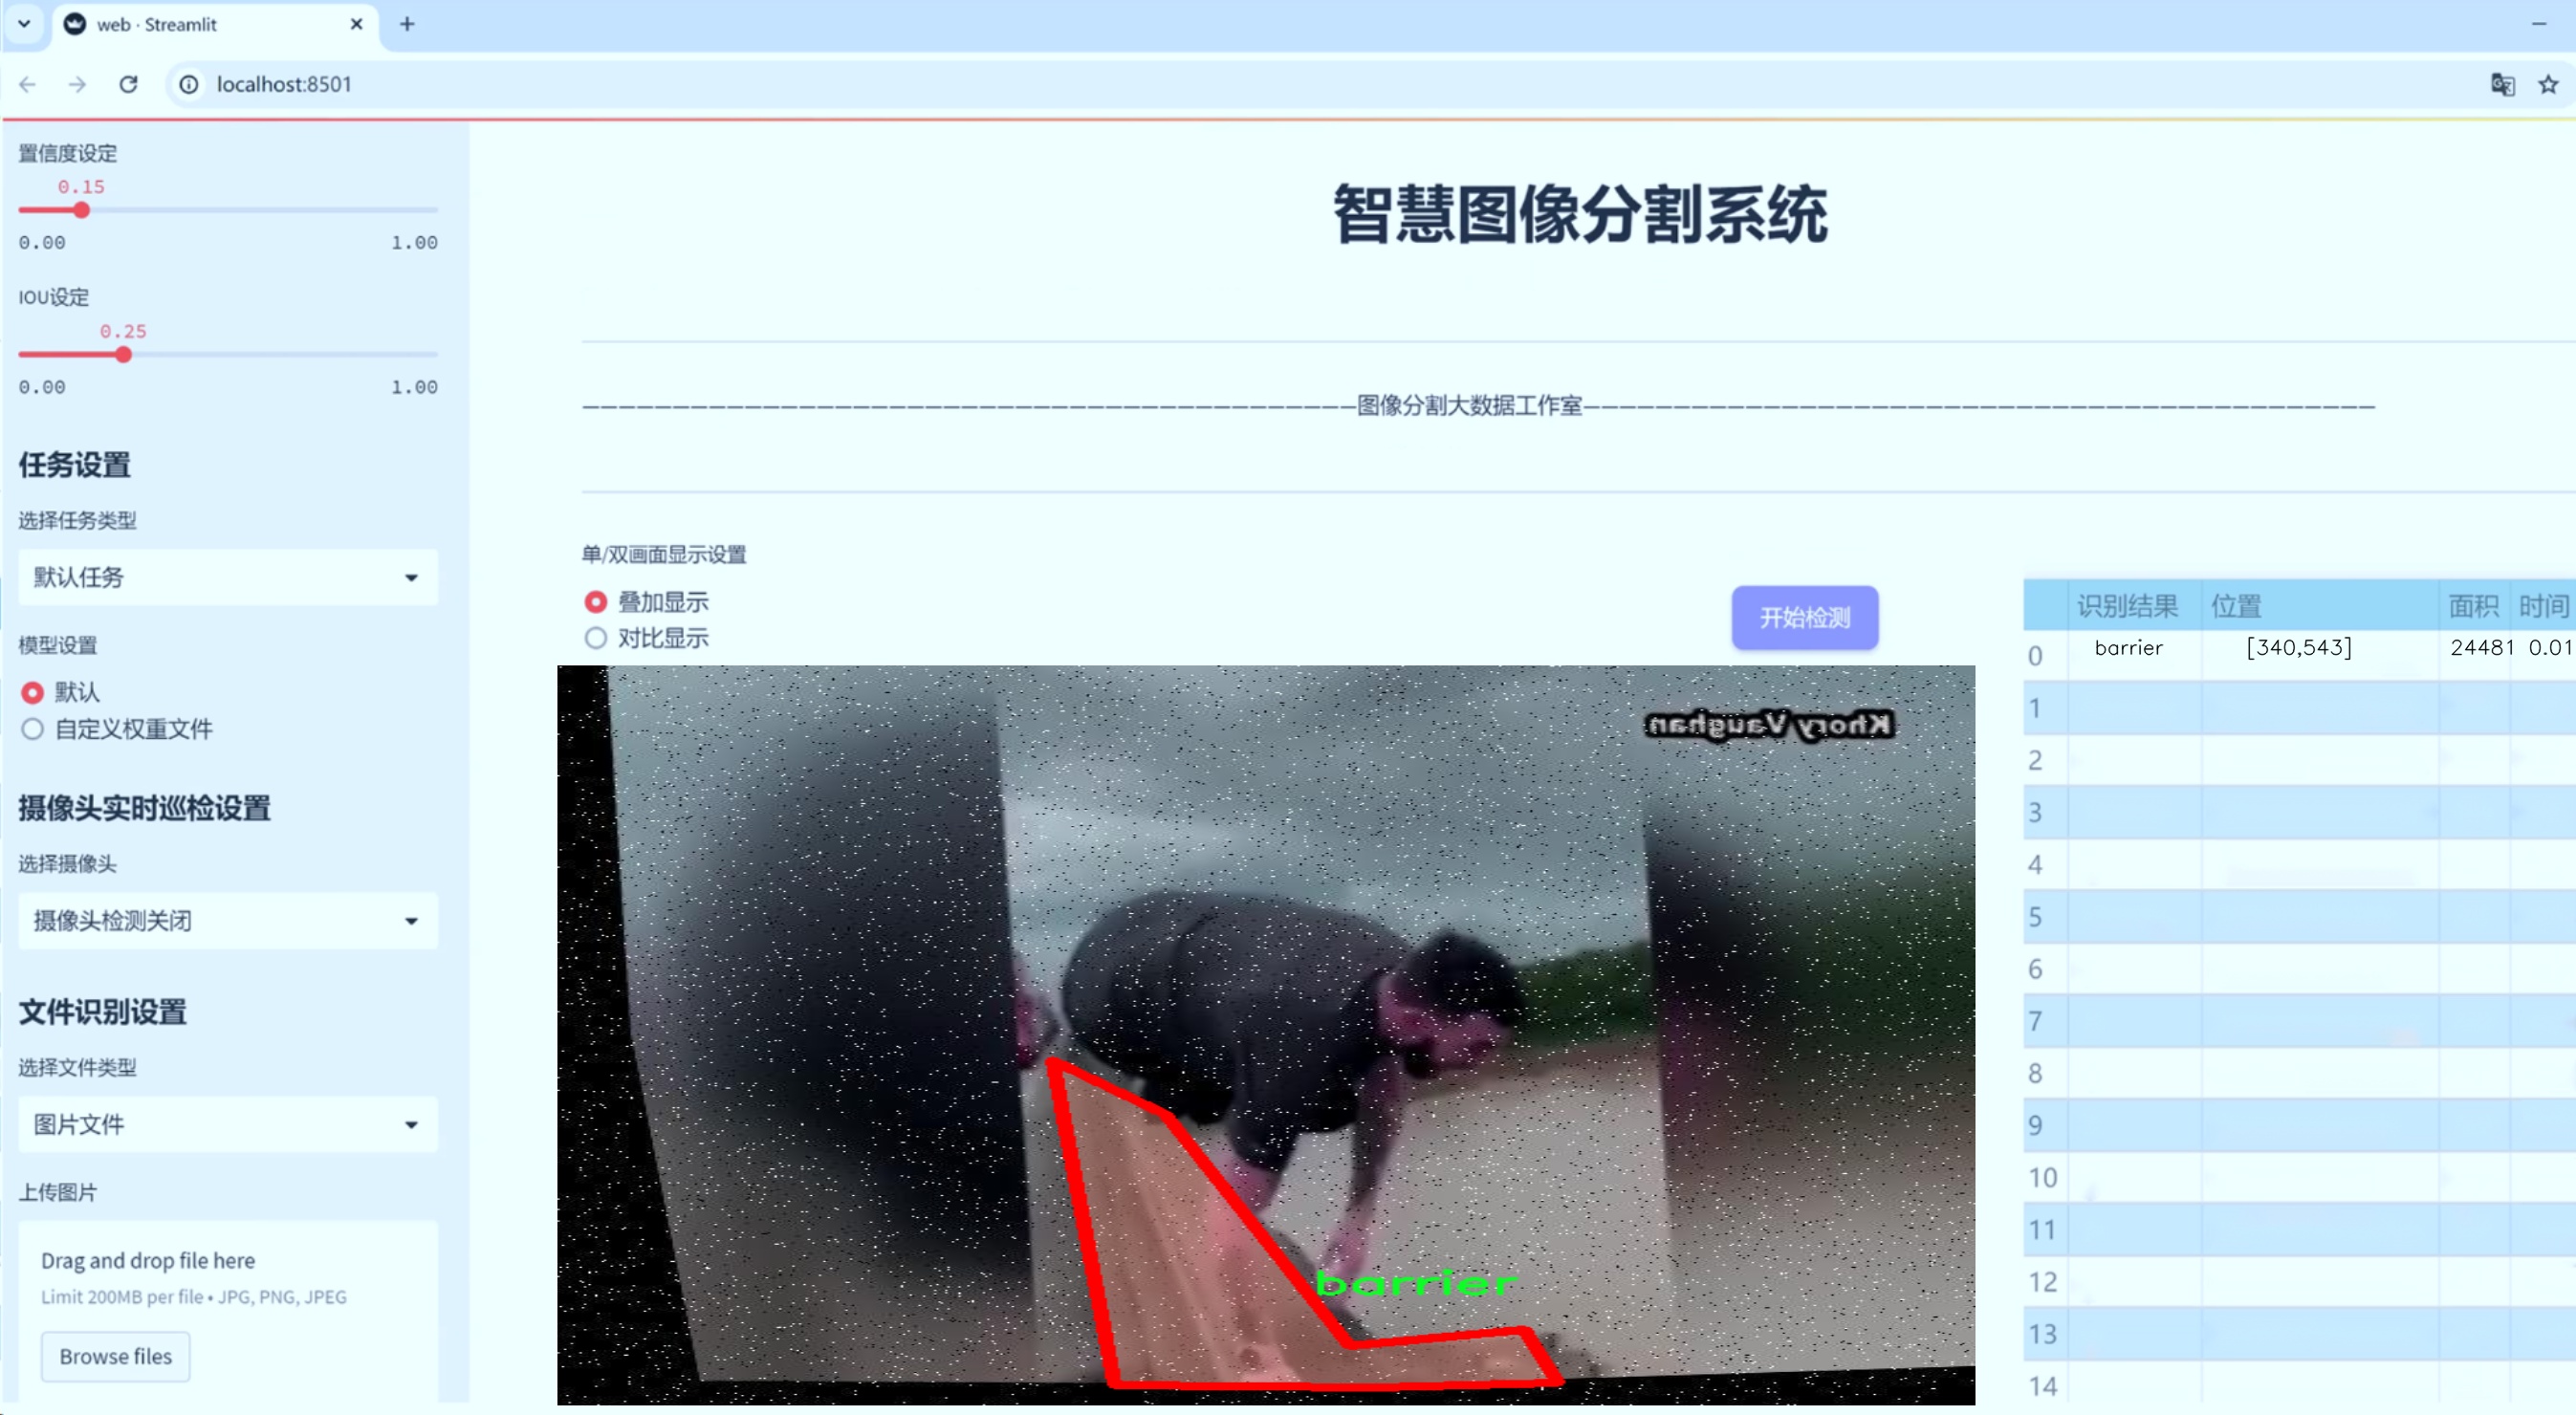 web · Streamlit
localhost:8501
置信度设定
0.15
0.00 1.00
IOU设定
0.25
0.00 1.00
任务设置
选择任务类型
默认任务
模型设置
默认
自定义权重文件
摄像头实时巡检设置
选择摄像头
摄像头检测关闭
文件识别设置
选择文件类型
图片文件
上传图片
Drag and drop file here
Limit 200MB per file • JPG, PNG, JPEG
Browse files
智慧图像分割系统
图像分割大数据工作室
单/双画面显示设置
叠加显示
对比显示
开始检测
Khory Vaughan
barrier
识别结果 位置 面积 时间
0 barrier [340,543] 24481 0.01
1
2
3
4
5
6
7
8
9
10
11
12
13
14